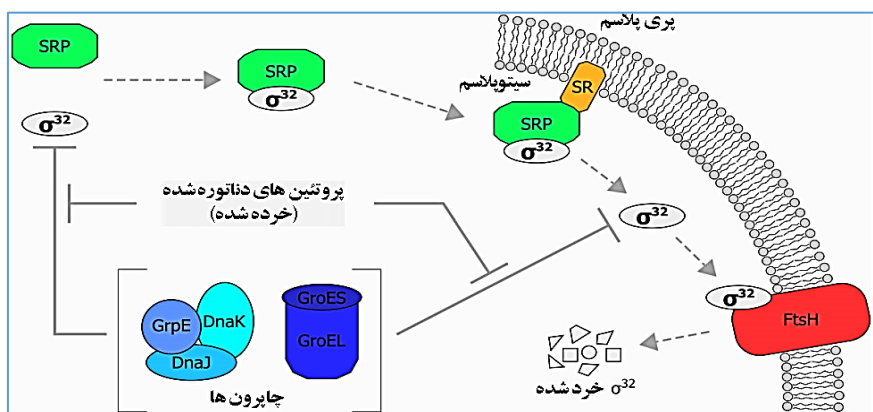 پری پلاسم
SRP
SRP
σ³²
SR
سیتوپلاسم
SRP
σ³²
σ³²
پروتئین های دناتوره شده
(خرده شده)
σ³²
σ³²
FtsH
GroES
GroEL
GrpE
DnaK
DnaJ
خرد شده σ³²
چاپرون ها